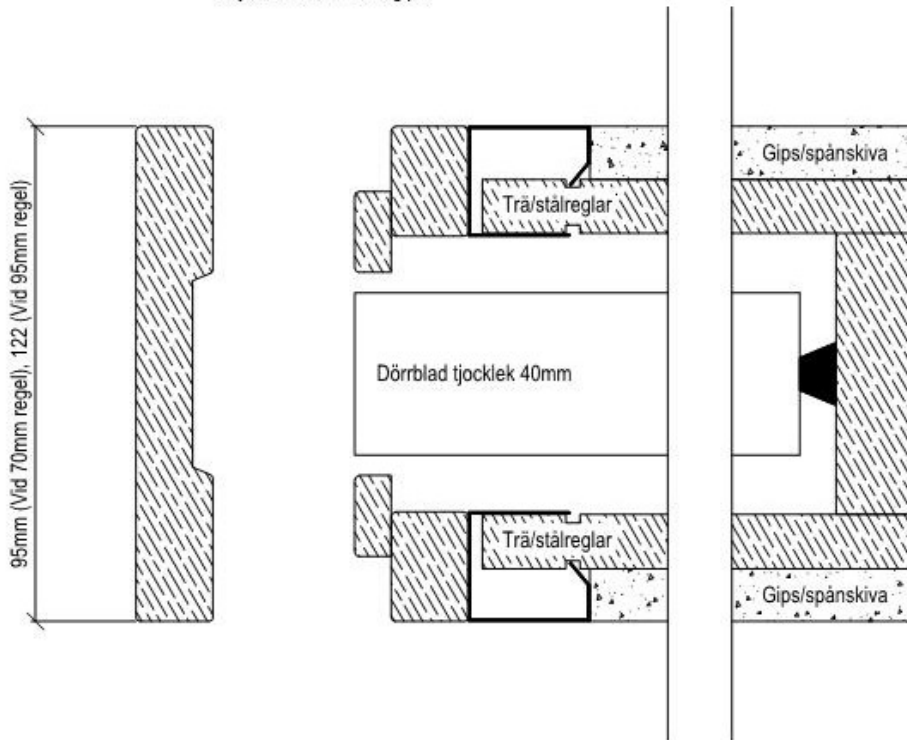 95mm (Vid 70mm regel), 122 (Vid 95mm regel)
Gips/spånskiva
Trä/stålreglar
Dörrblad tjocklek 40mm
Trä/stålreglar
Gips/spånskiva